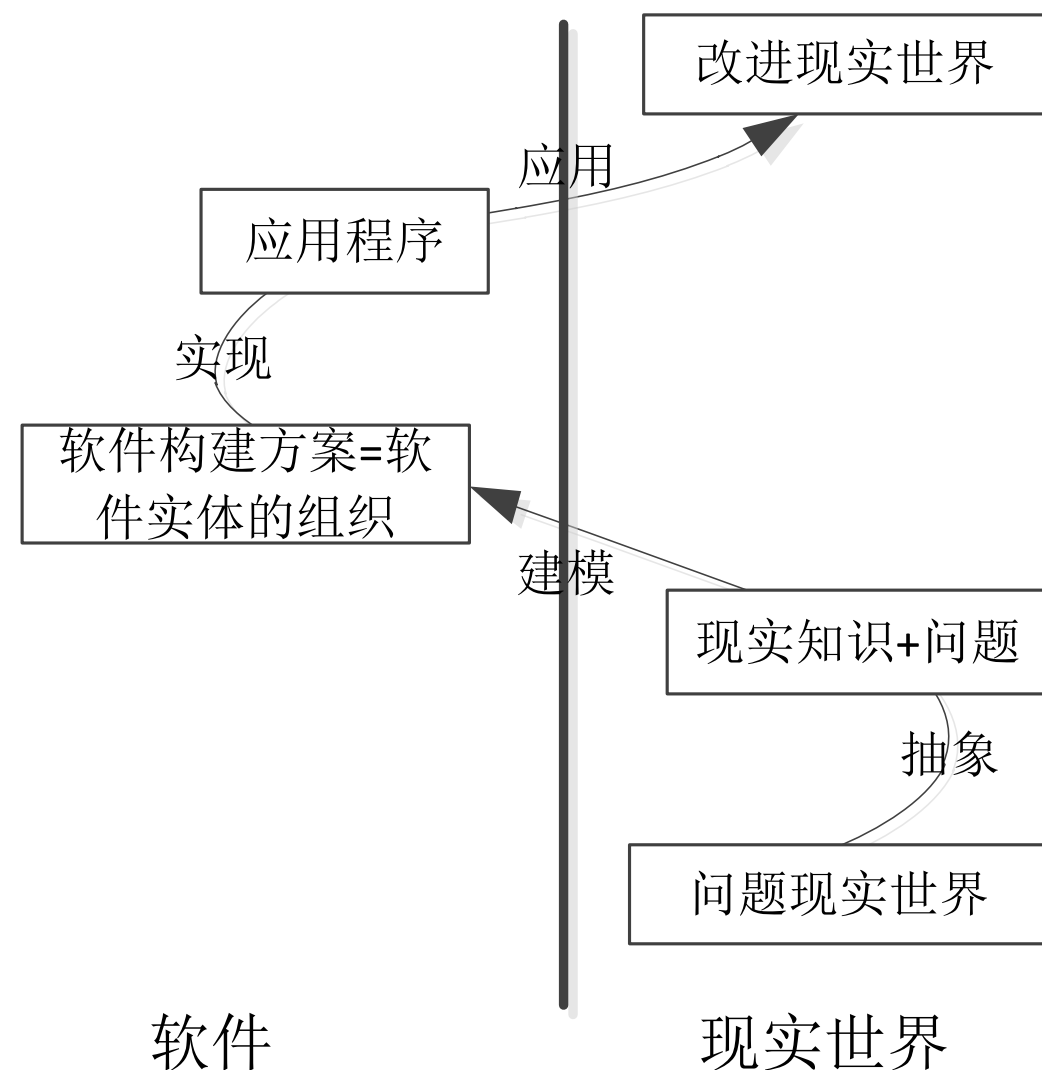 改进现实世界
应用
应用程序
实现
软件构建方案=软
件实体的组织
建模
现实知识+问题
抽象
问题现实世界
软件
现实世界